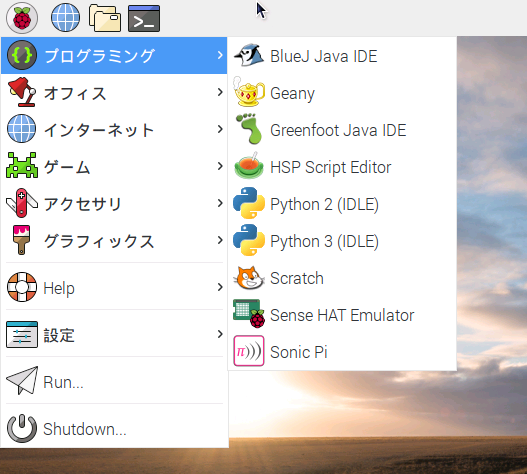 プログラミング
オフィス
インターネット
ゲーム
アクセサリ
グラフィックス
Help
設定
Run...
Shutdown...
BlueJ Java IDE
Geany
Greenfoot Java IDE
HSP Script Editor
Python 2 (IDLE)
Python 3 (IDLE)
Scratch
Sense HAT Emulator
Sonic Pi